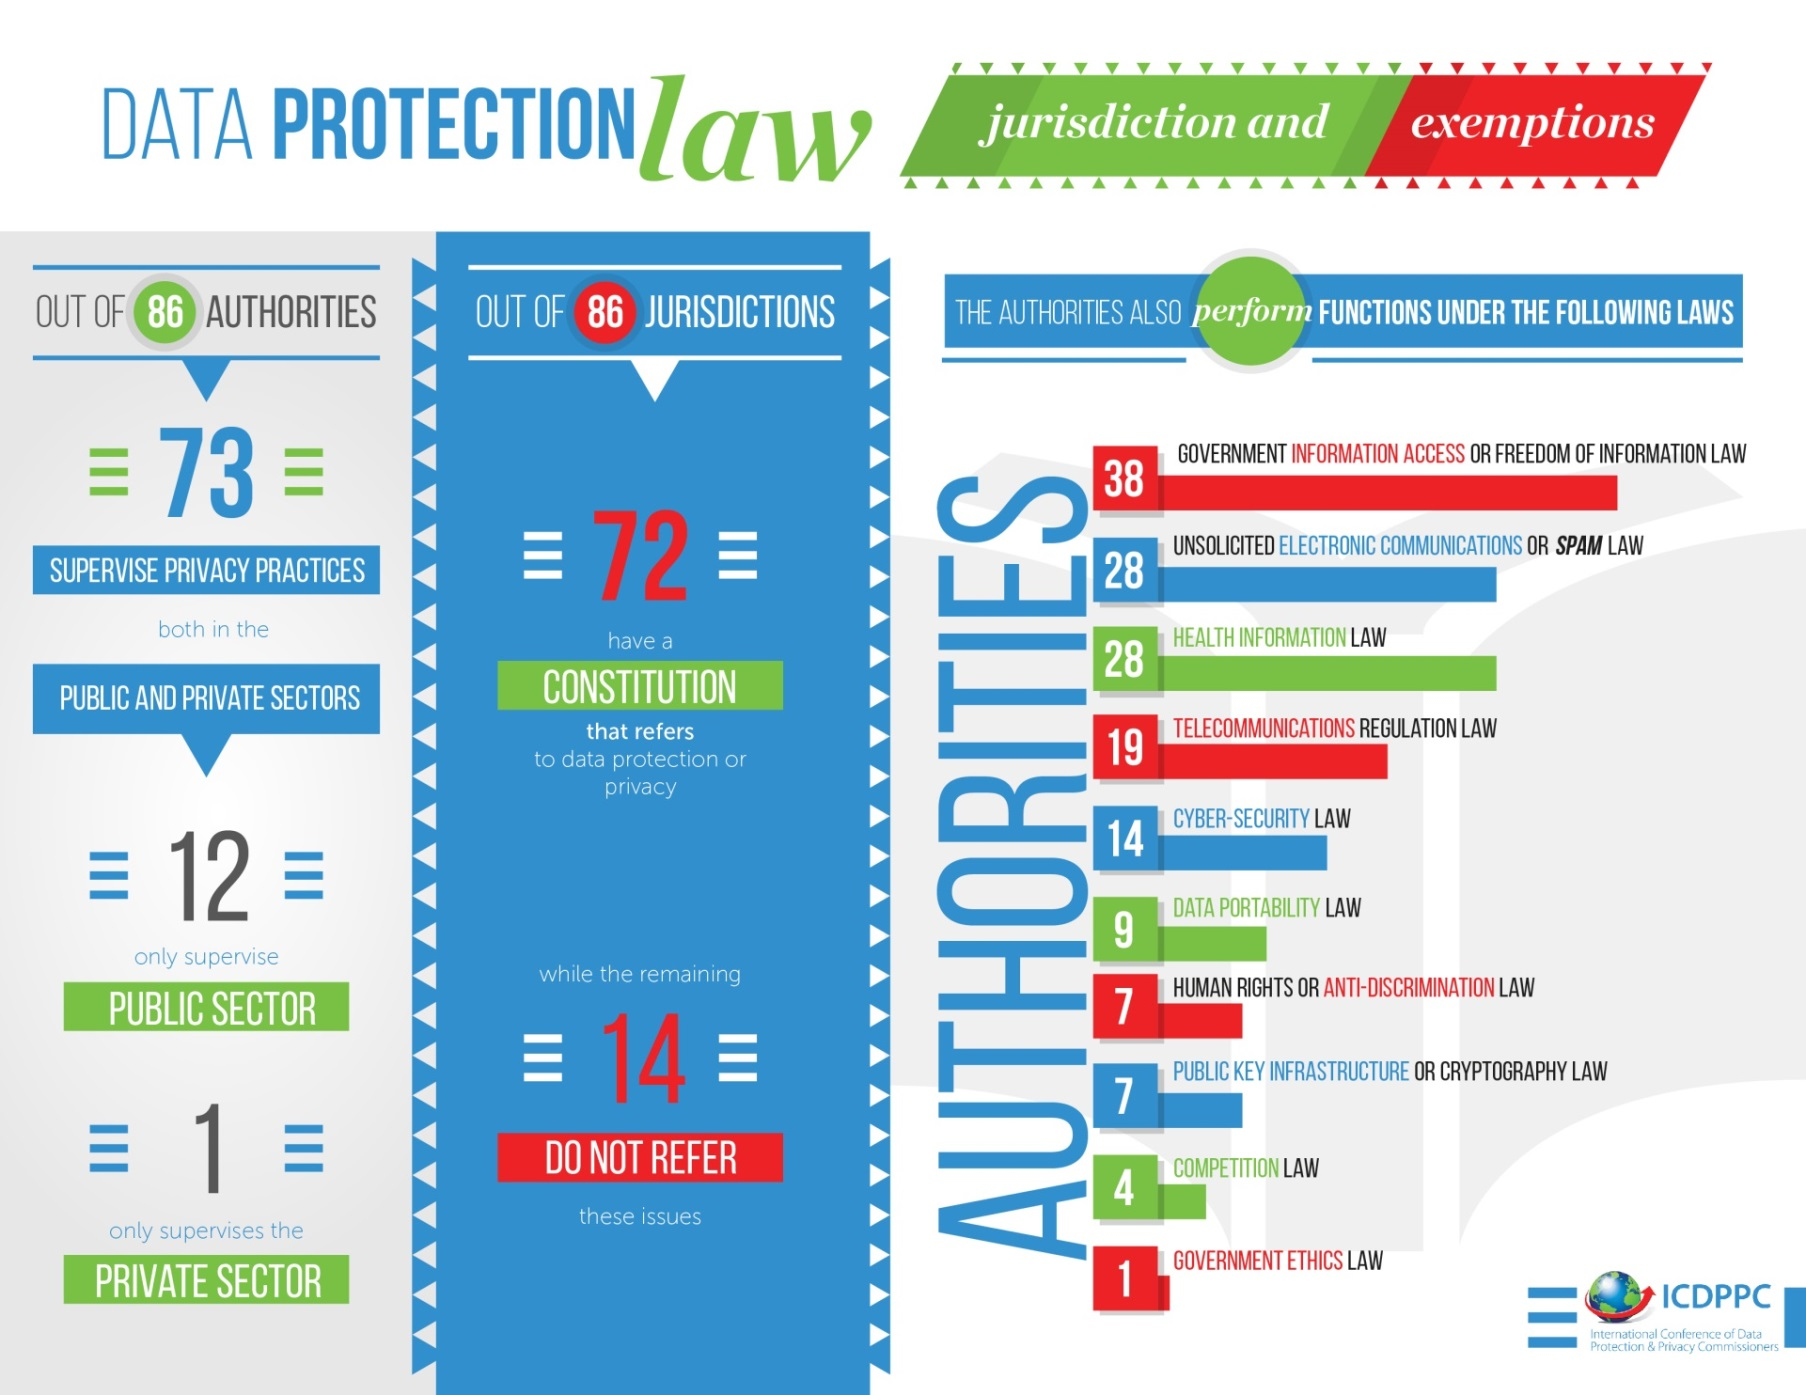 DATA PROTECTION law
jurisdiction and exemptions
OUT OF 86 AUTHORITIES
73
SUPERVISE PRIVACY PRACTICES
both in the
PUBLIC AND PRIVATE SECTORS
12
only supervise
PUBLIC SECTOR
1
only supervises the
PRIVATE SECTOR
OUT OF 86 JURISDICTIONS
72
have a
CONSTITUTION
that refers
to data protection or
privacy
while the remaining
14
DO NOT REFER
these issues
THE AUTHORITIES ALSO perform FUNCTIONS UNDER THE FOLLOWING LAWS
AUTHORITIES
38 GOVERNMENT INFORMATION ACCESS OR FREEDOM OF INFORMATION LAW
28 UNSOLICITED ELECTRONIC COMMUNICATIONS OR SPAM LAW
28 HEALTH INFORMATION LAW
19 TELECOMMUNICATIONS REGULATION LAW
14 CYBER-SECURITY LAW
9 DATA PORTABILITY LAW
7 HUMAN RIGHTS OR ANTI-DISCRIMINATION LAW
7 PUBLIC KEY INFRASTRUCTURE OR CRYPTOGRAPHY LAW
4 COMPETITION LAW
1 GOVERNMENT ETHICS LAW
ICDPPC
International Conference of Data
Protection & Privacy Commissioners